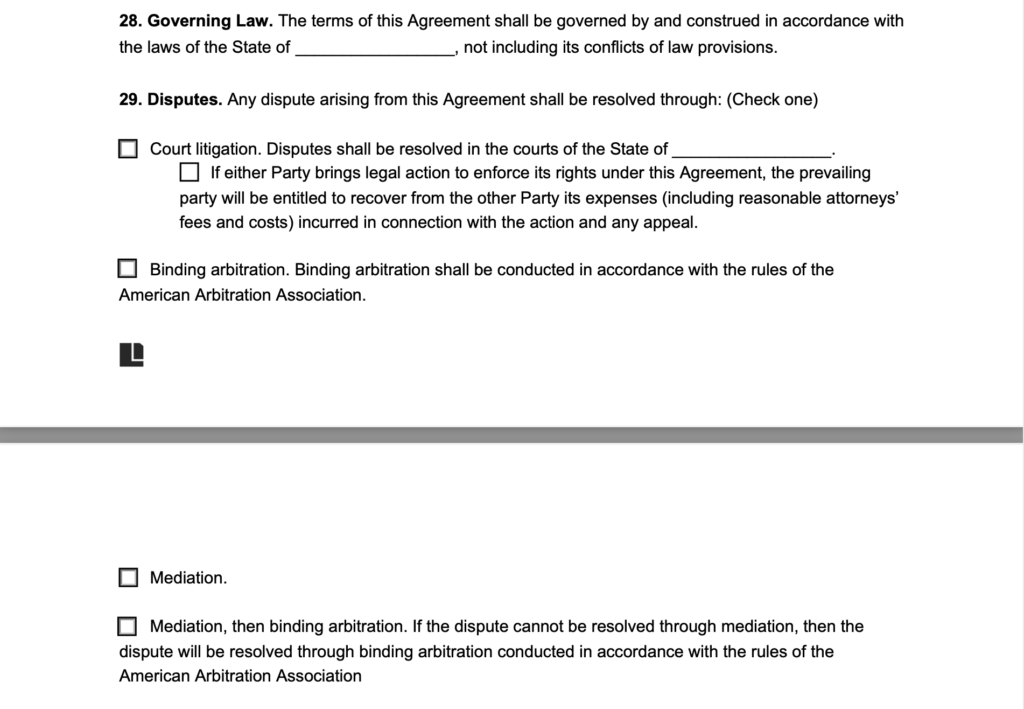 28. Governing Law. The terms of this Agreement shall be governed by and construed in accordance with
the laws of the State of __________________, not including its conflicts of law provisions.
29. Disputes. Any dispute arising from this Agreement shall be resolved through: (Check one)
☐ Court litigation. Disputes shall be resolved in the courts of the State of __________________.
☐ If either Party brings legal action to enforce its rights under this Agreement, the prevailing
party will be entitled to recover from the other Party its expenses (including reasonable attorneys’
fees and costs) incurred in connection with the action and any appeal.
☐ Binding arbitration. Binding arbitration shall be conducted in accordance with the rules of the
American Arbitration Association.
☐ Mediation.
☐ Mediation, then binding arbitration. If the dispute cannot be resolved through mediation, then the
dispute will be resolved through binding arbitration conducted in accordance with the rules of the
American Arbitration Association